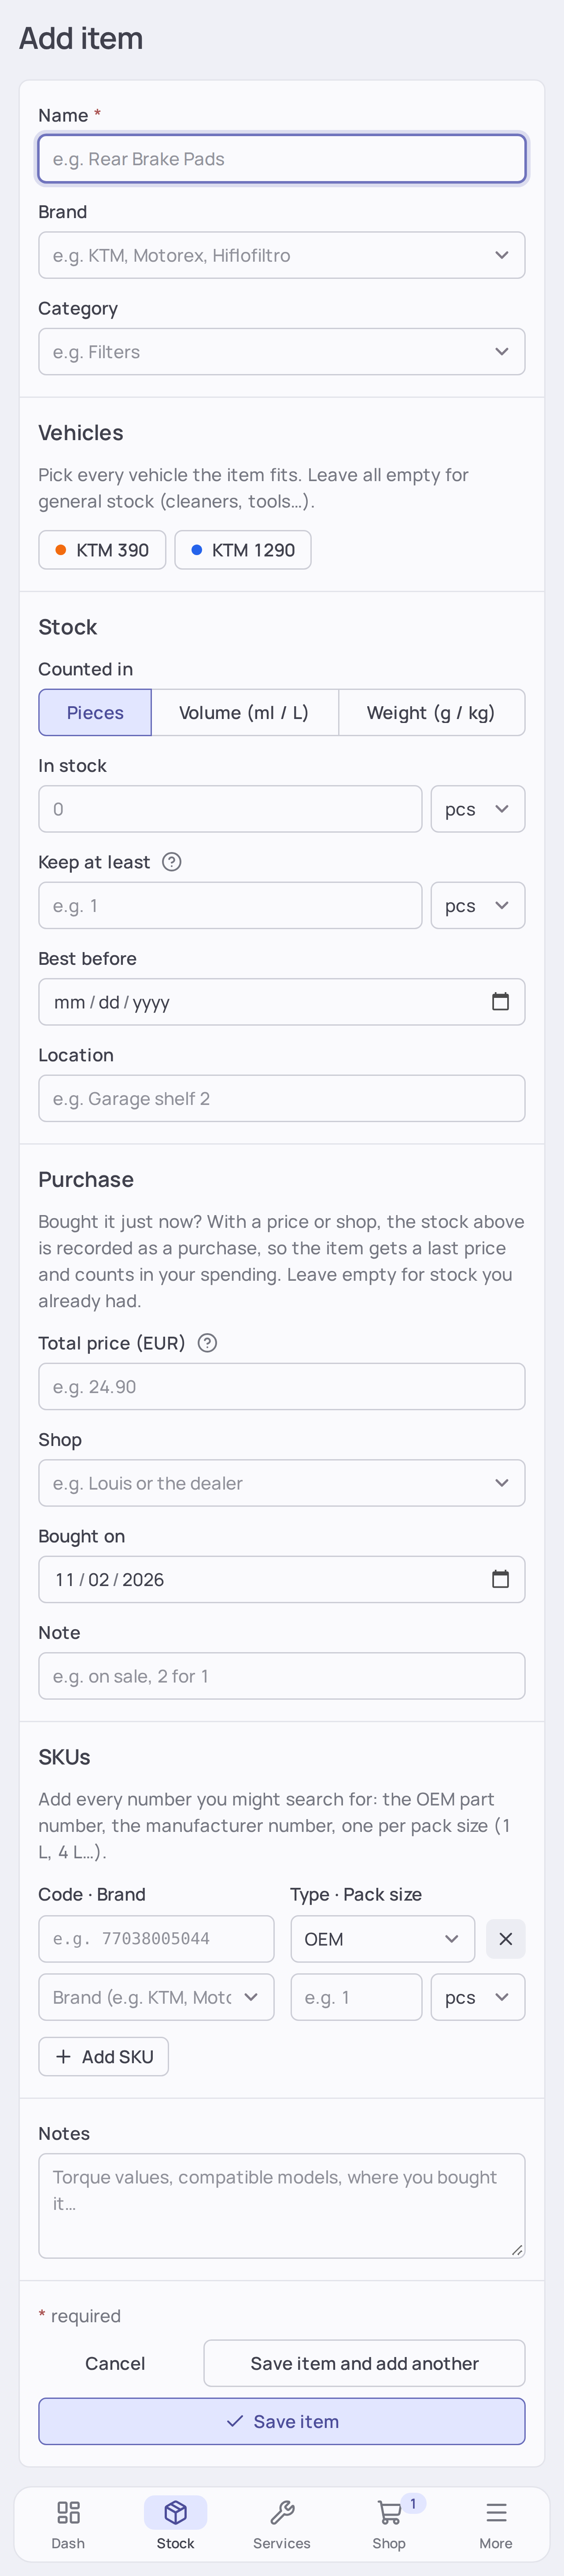 Add item
Name *
e.g. Rear Brake Pads
Brand
e.g. KTM, Motorex, Hiflofiltro
Category
e.g. Filters
Vehicles
Pick every vehicle the item fits. Leave all empty for
general stock (cleaners, tools…).
KTM 390
KTM 1290
Stock
Counted in
Pieces
Volume (ml / L)
Weight (g / kg)
In stock
0
pcs
Keep at least
e.g. 1
pcs
Best before
mm / dd / yyyy
Location
e.g. Garage shelf 2
Purchase
Bought it just now? With a price or shop, the stock above
is recorded as a purchase, so the item gets a last price
and counts in your spending. Leave empty for stock you
already had.
Total price (EUR)
e.g. 24.90
Shop
e.g. Louis or the dealer
Bought on
11 / 02 / 2026
Note
e.g. on sale, 2 for 1
SKUs
Add every number you might search for: the OEM part
number, the manufacturer number, one per pack size (1
L, 4 L…).
Code · Brand
Type · Pack size
e.g. 77038005044
OEM
Brand (e.g. KTM, Moto
e.g. 1
pcs
Add SKU
Notes
Torque values, compatible models, where you bought
it…
* required
Cancel
Save item and add another
Save item
1
Dash
Stock
Services
Shop
More